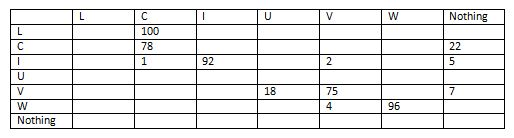 L C I U V W Nothing
L 100
C 78 22
I 1 92 2 5
U
V 18 75 7
W 4 96
Nothing